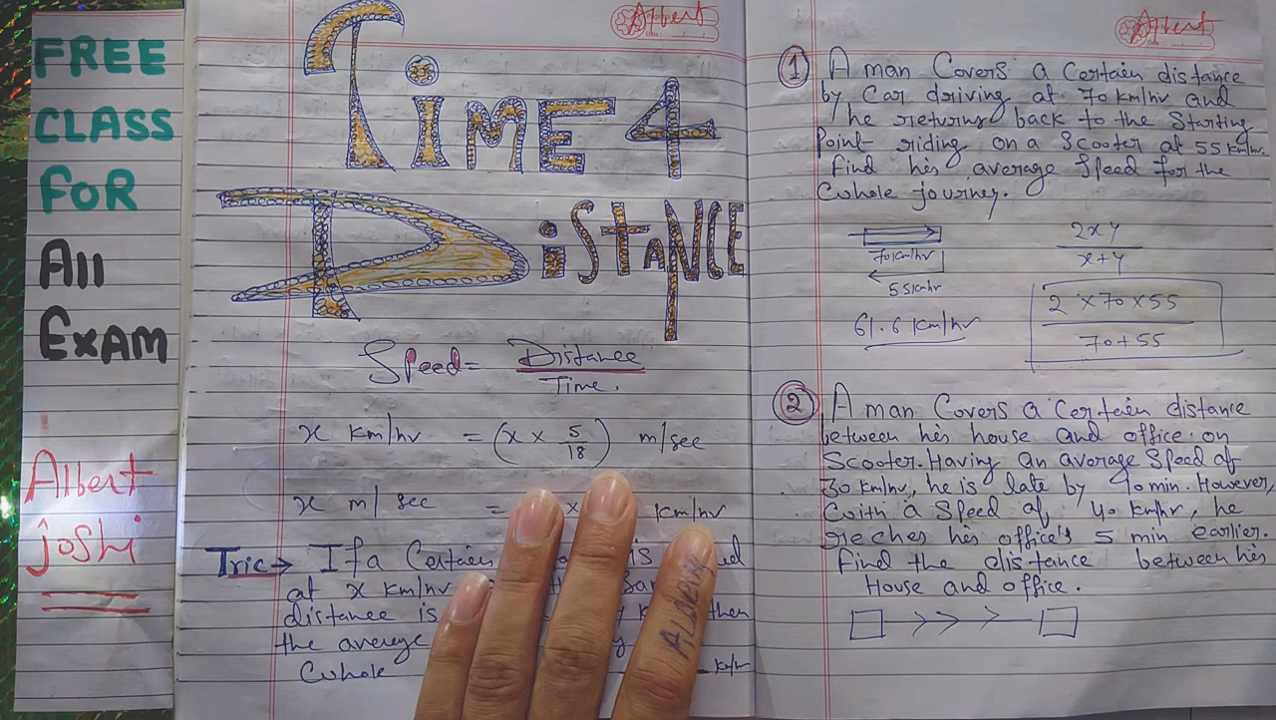 FREE
CLASS
FOR
All
ExAM
Albert
joshi
Albert
TiME 4
DiStANCE
Speed = Distance
Time.
x km/hr = (x × 5/18) m/sec
x m/sec = × km/hr
Tric→ If a Certain is
at x km/hr
distance is then
the average
Whole km/hr
Albert
1 A man Covers a Certain distance
by Car driving at 70 km/hr and
he returns back to the Starting
Point riding on a Scooter at 55 km/hr.
find his average Speed for the
Whole journey.
70 km/hr
55 km/hr
2xy
x+y
61.6 km/hr
2 × 70 × 55
70 + 55
2 A man Covers a Certain distance
between his house and office on
Scooter. Having an average Speed of
30 km/hr, he is late by 10 min. However,
with a Speed of 40 km/hr, he
reches his office's 5 min earlier.
find the distance between his
House and office.